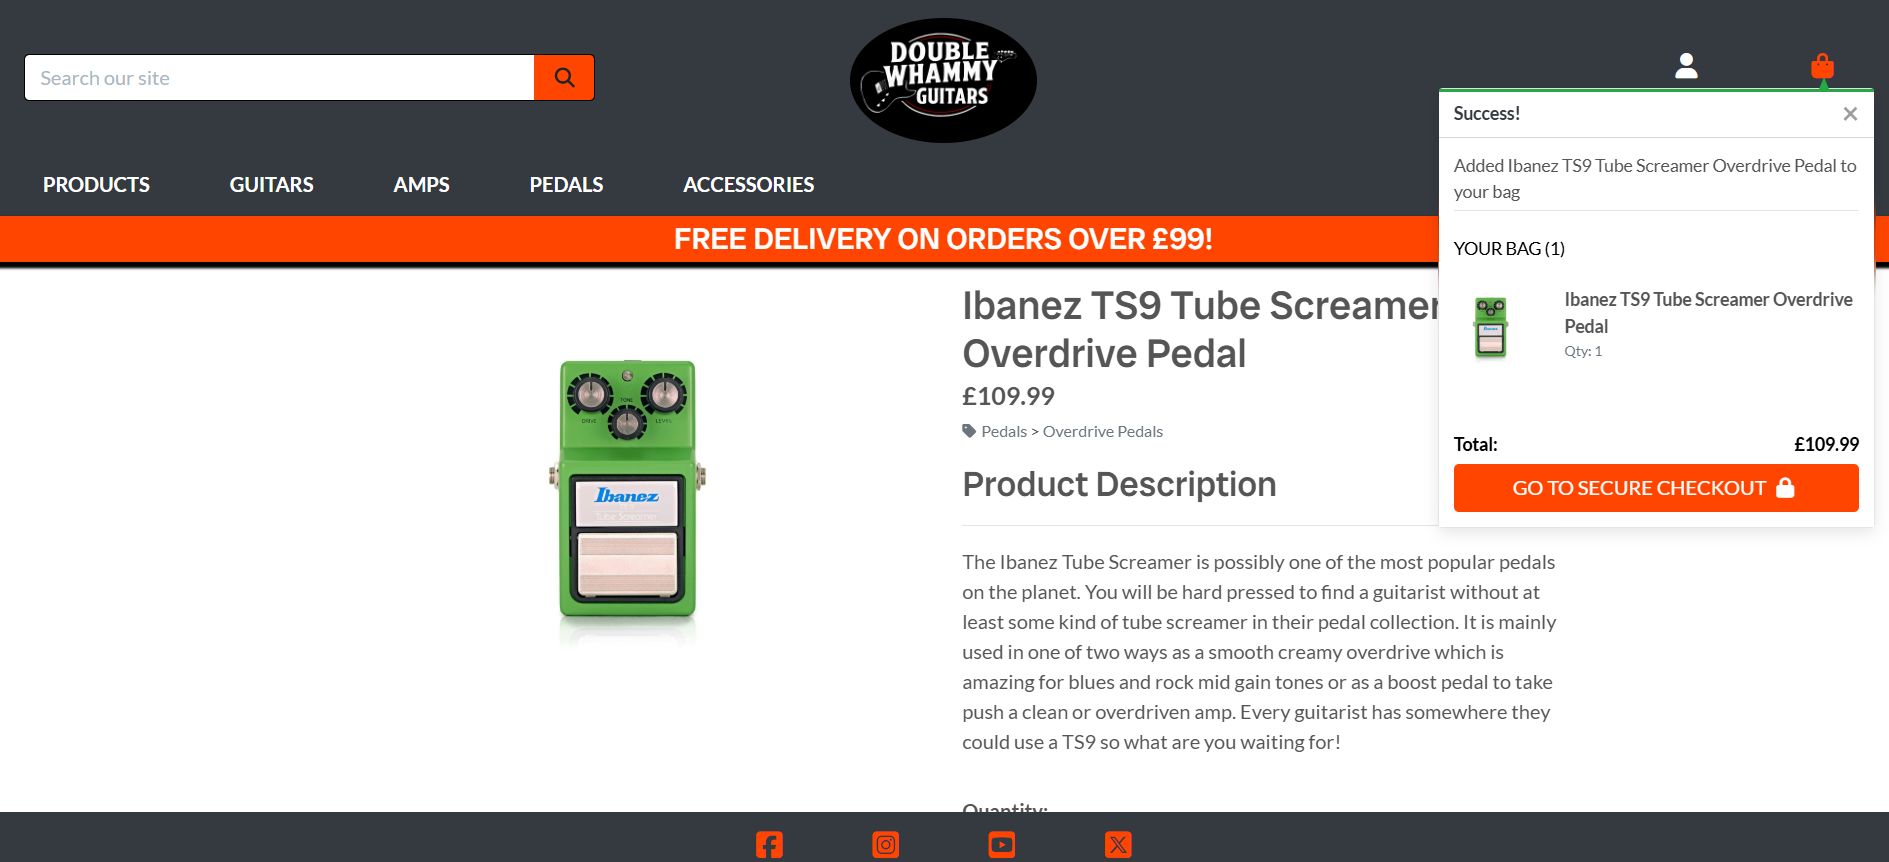 Search our site
DOUBLE
WHAMMY
GUITARS
PRODUCTS
GUITARS
AMPS
PEDALS
ACCESSORIES
FREE DELIVERY ON ORDERS OVER £99!
Success!
×
Added Ibanez TS9 Tube Screamer Overdrive Pedal to
your bag
YOUR BAG (1)
Ibanez TS9 Tube Screamer Overdrive
Pedal
Qty: 1
Total: £109.99
GO TO SECURE CHECKOUT
TONE
DRIVE
LEVEL
Ibanez
TS9
Tube Screamer
Ibanez TS9 Tube Screamer
Overdrive Pedal
£109.99
Pedals > Overdrive Pedals
Product Description
The Ibanez Tube Screamer is possibly one of the most popular pedals
on the planet. You will be hard pressed to find a guitarist without at
least some kind of tube screamer in their pedal collection. It is mainly
used in one of two ways as a smooth creamy overdrive which is
amazing for blues and rock mid gain tones or as a boost pedal to take
push a clean or overdriven amp. Every guitarist has somewhere they
could use a TS9 so what are you waiting for!
Quantity: